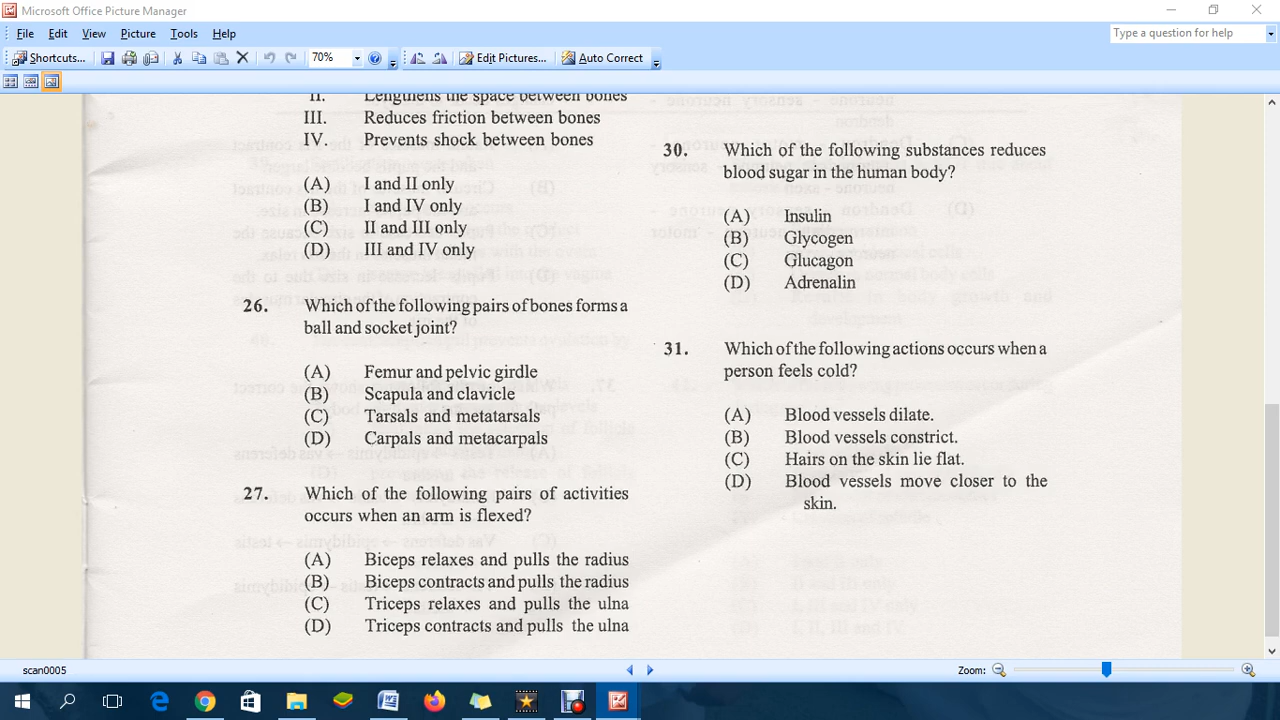 Microsoft Office Picture Manager
File Edit View Picture Tools Help
Type a question for help
Shortcuts... 70% Edit Pictures... Auto Correct
II. Lengthens the space between bones
III. Reduces friction between bones
IV. Prevents shock between bones
(A) I and II only
(B) I and IV only
(C) II and III only
(D) III and IV only
26. Which of the following pairs of bones forms a
ball and socket joint?
(A) Femur and pelvic girdle
(B) Scapula and clavicle
(C) Tarsals and metatarsals
(D) Carpals and metacarpals
27. Which of the following pairs of activities
occurs when an arm is flexed?
(A) Biceps relaxes and pulls the radius
(B) Biceps contracts and pulls the radius
(C) Triceps relaxes and pulls the ulna
(D) Triceps contracts and pulls the ulna
30. Which of the following substances reduces
blood sugar in the human body?
(A) Insulin
(B) Glycogen
(C) Glucagon
(D) Adrenalin
31. Which of the following actions occurs when a
person feels cold?
(A) Blood vessels dilate.
(B) Blood vessels constrict.
(C) Hairs on the skin lie flat.
(D) Blood vessels move closer to the
skin.
scan0005
Zoom: